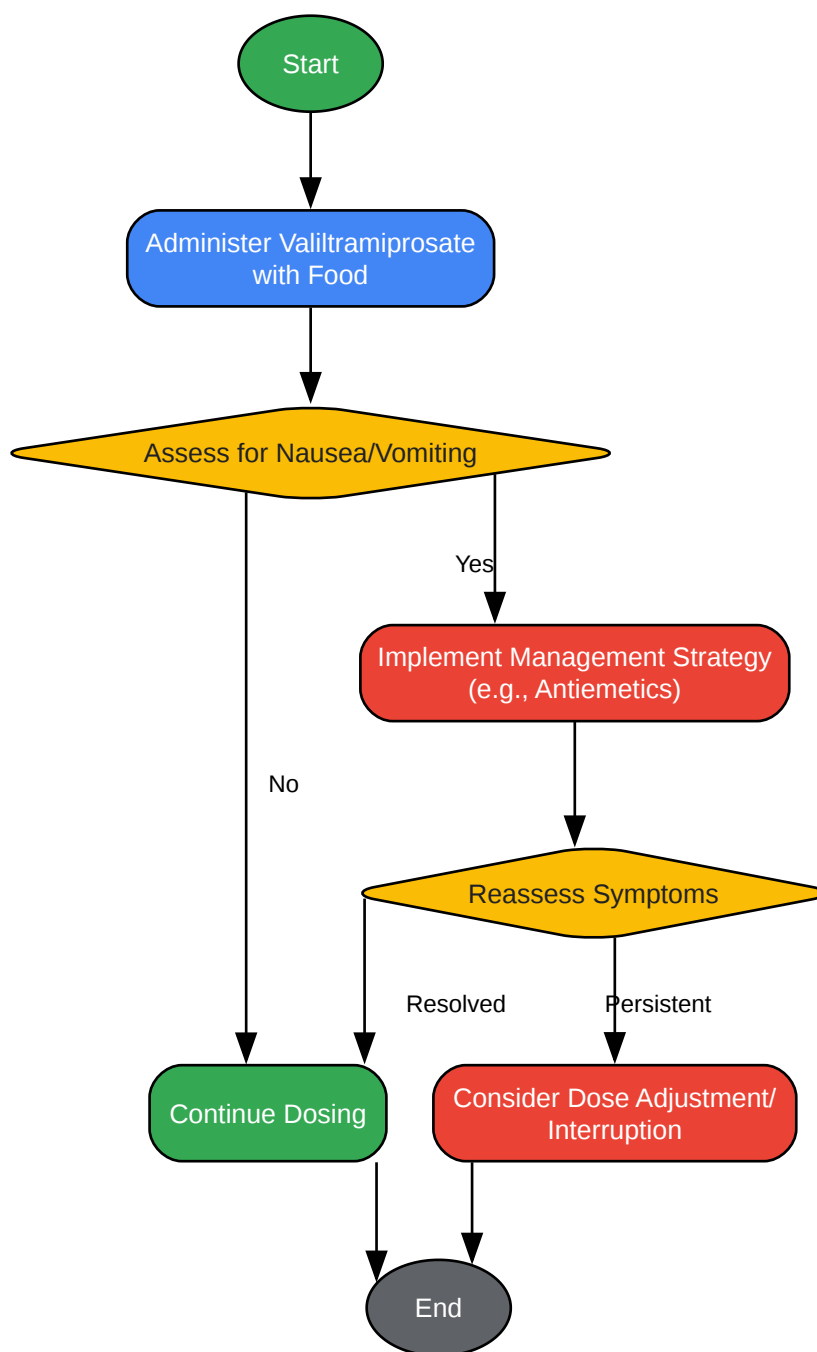 Start
Administer Valiltramiprosate
with Food
Assess for Nausea/Vomiting
Yes
Implement Management Strategy
(e.g., Antiemetics)
No
Reassess Symptoms
Resolved
Persistent
Continue Dosing
Consider Dose Adjustment/
Interruption
End